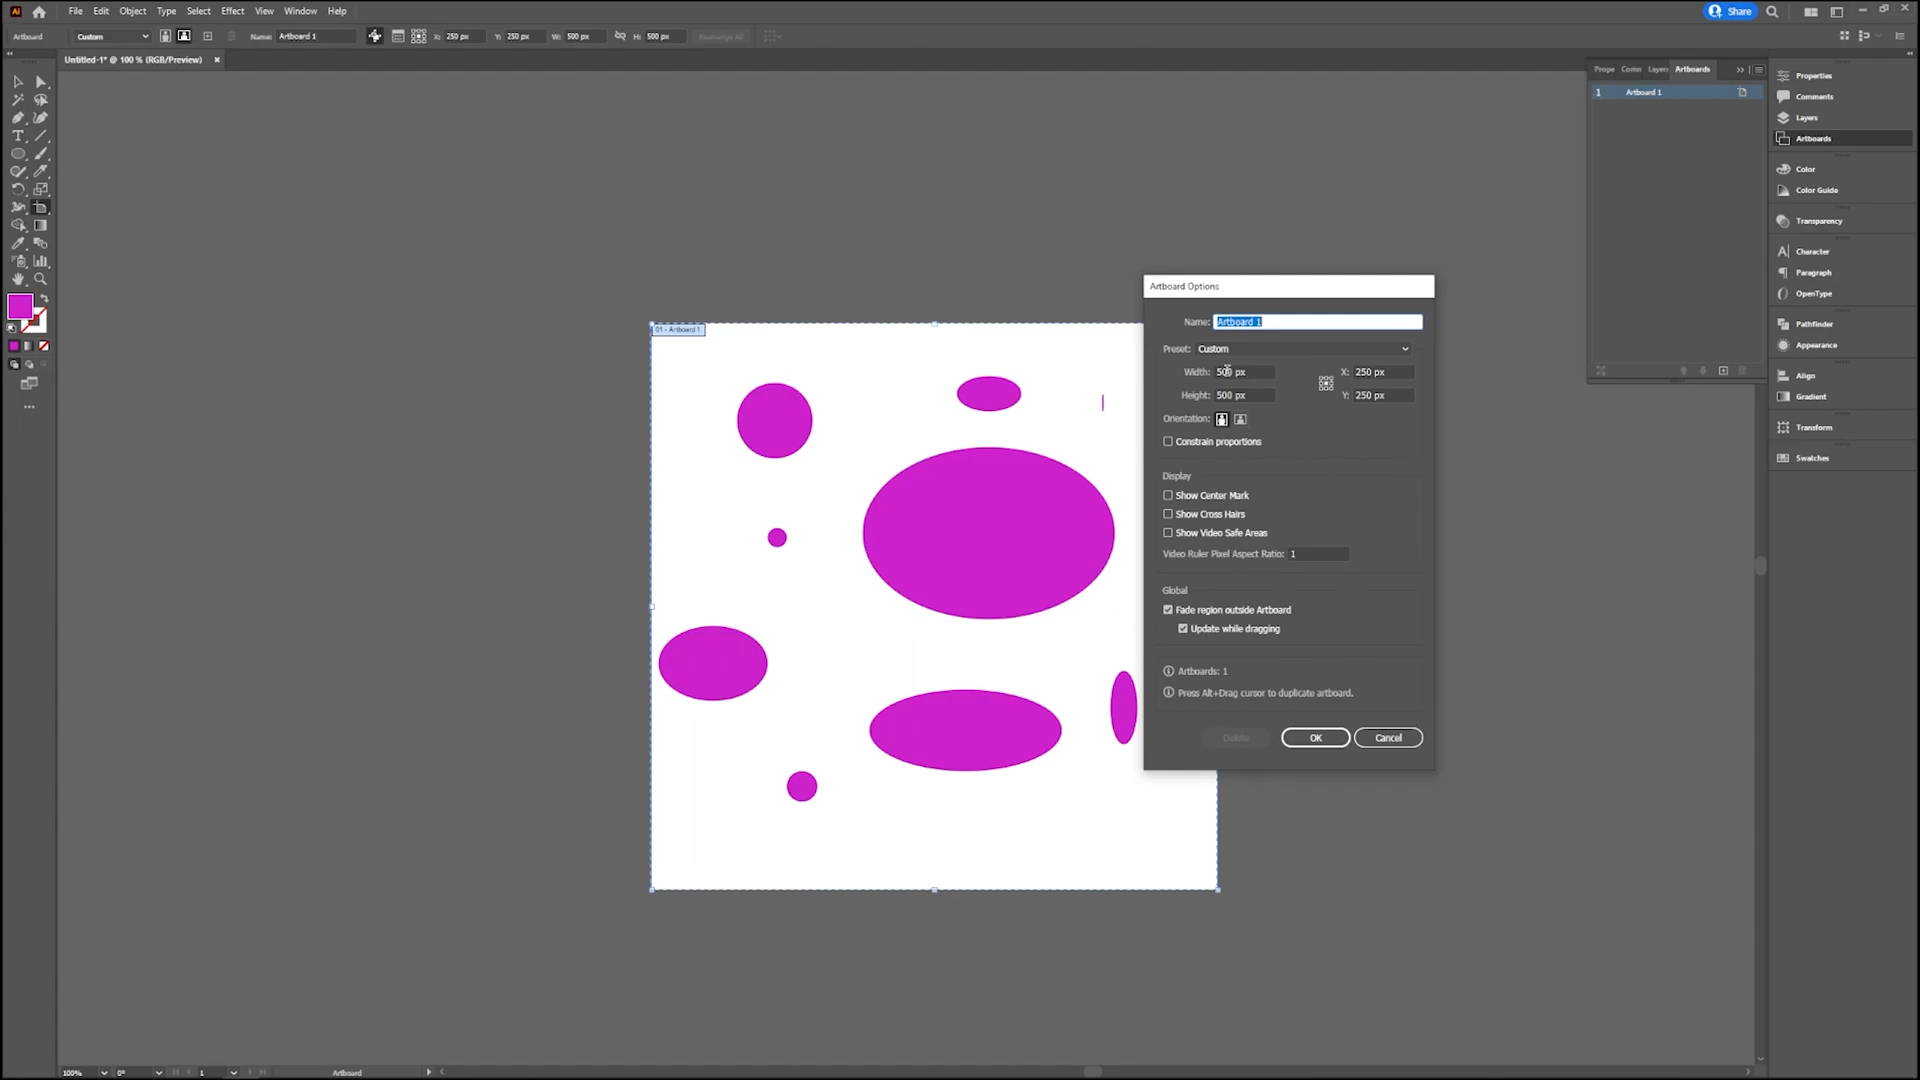 Ai File Edit Object Type Select Effect View Window Help Share
Artboard Custom Name: Artboard 1 X: 250 px Y: 250 px W: 500 px H: 500 px Rearrange All
Untitled-1* @ 100 % (RGB/Preview) ×
Prope Comn Layers Artboards
1 Artboard 1
Properties
Comments
Layers
Artboards
Color
Color Guide
Transparency
Character
Paragraph
OpenType
Pathfinder
Appearance
Align
Gradient
Transform
Swatches
01 - Artboard 1
Artboard Options
Name: Artboard 1
Preset: Custom
Width: 500 px X: 250 px
Height: 500 px Y: 250 px
Orientation:
Constrain proportions
Display
Show Center Mark
Show Cross Hairs
Show Video Safe Areas
Video Ruler Pixel Aspect Ratio: 1
Global
Fade region outside Artboard
Update while dragging
Artboards: 1
Press Alt+Drag cursor to duplicate artboard.
Delete OK Cancel
100% 0° 1 Artboard